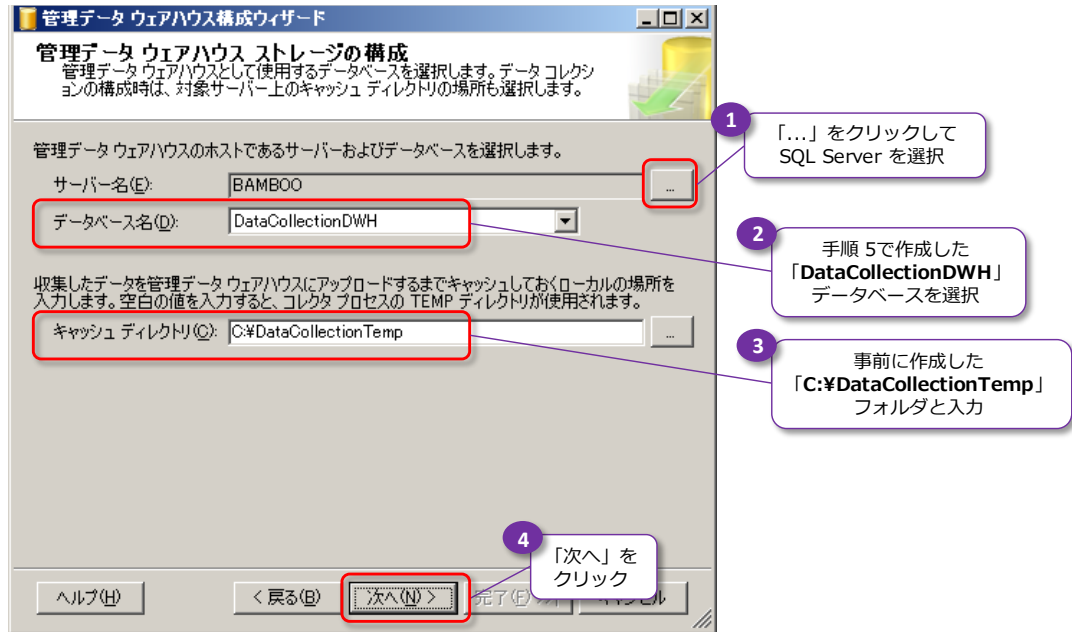 管理データ ウェアハウス構成ウィザード
管理データ ウェアハウス ストレージの構成
管理データ ウェアハウスとして使用するデータベースを選択します。データ コレクシ
ョンの構成時は、対象サーバー上のキャッシュ ディレクトリの場所も選択します。
管理データ ウェアハウスのホストであるサーバーおよびデータベースを選択します。
サーバー名(E): BAMBOO ...
データベース名(D): DataCollectionDWH
収集したデータを管理データ ウェアハウスにアップロードするまでキャッシュしておくローカルの場所を
入力します。空白の値を入力すると、コレクタ プロセスの TEMP ディレクトリが使用されます。
キャッシュ ディレクトリ(C): C:¥DataCollectionTemp ...
1
「...」をクリックして
SQL Server を選択
2
手順 5で作成した
「DataCollectionDWH」
データベースを選択
3
事前に作成した
「C:¥DataCollectionTemp」
フォルダと入力
4
「次へ」を
クリック
ヘルプ(H) < 戻る(B) 次へ(N) > 完了(F)